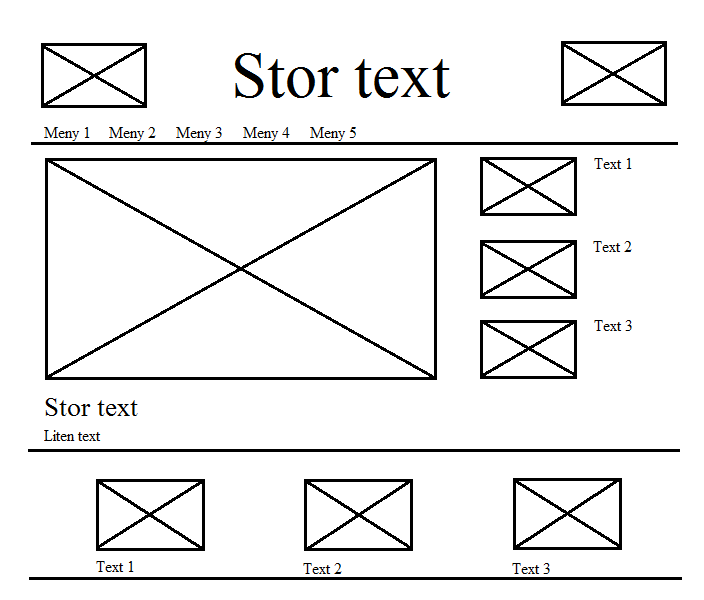 Stor text
Meny 1 Meny 2 Meny 3 Meny 4 Meny 5
Text 1
Text 2
Text 3
Stor text
Liten text
Text 1 Text 2 Text 3